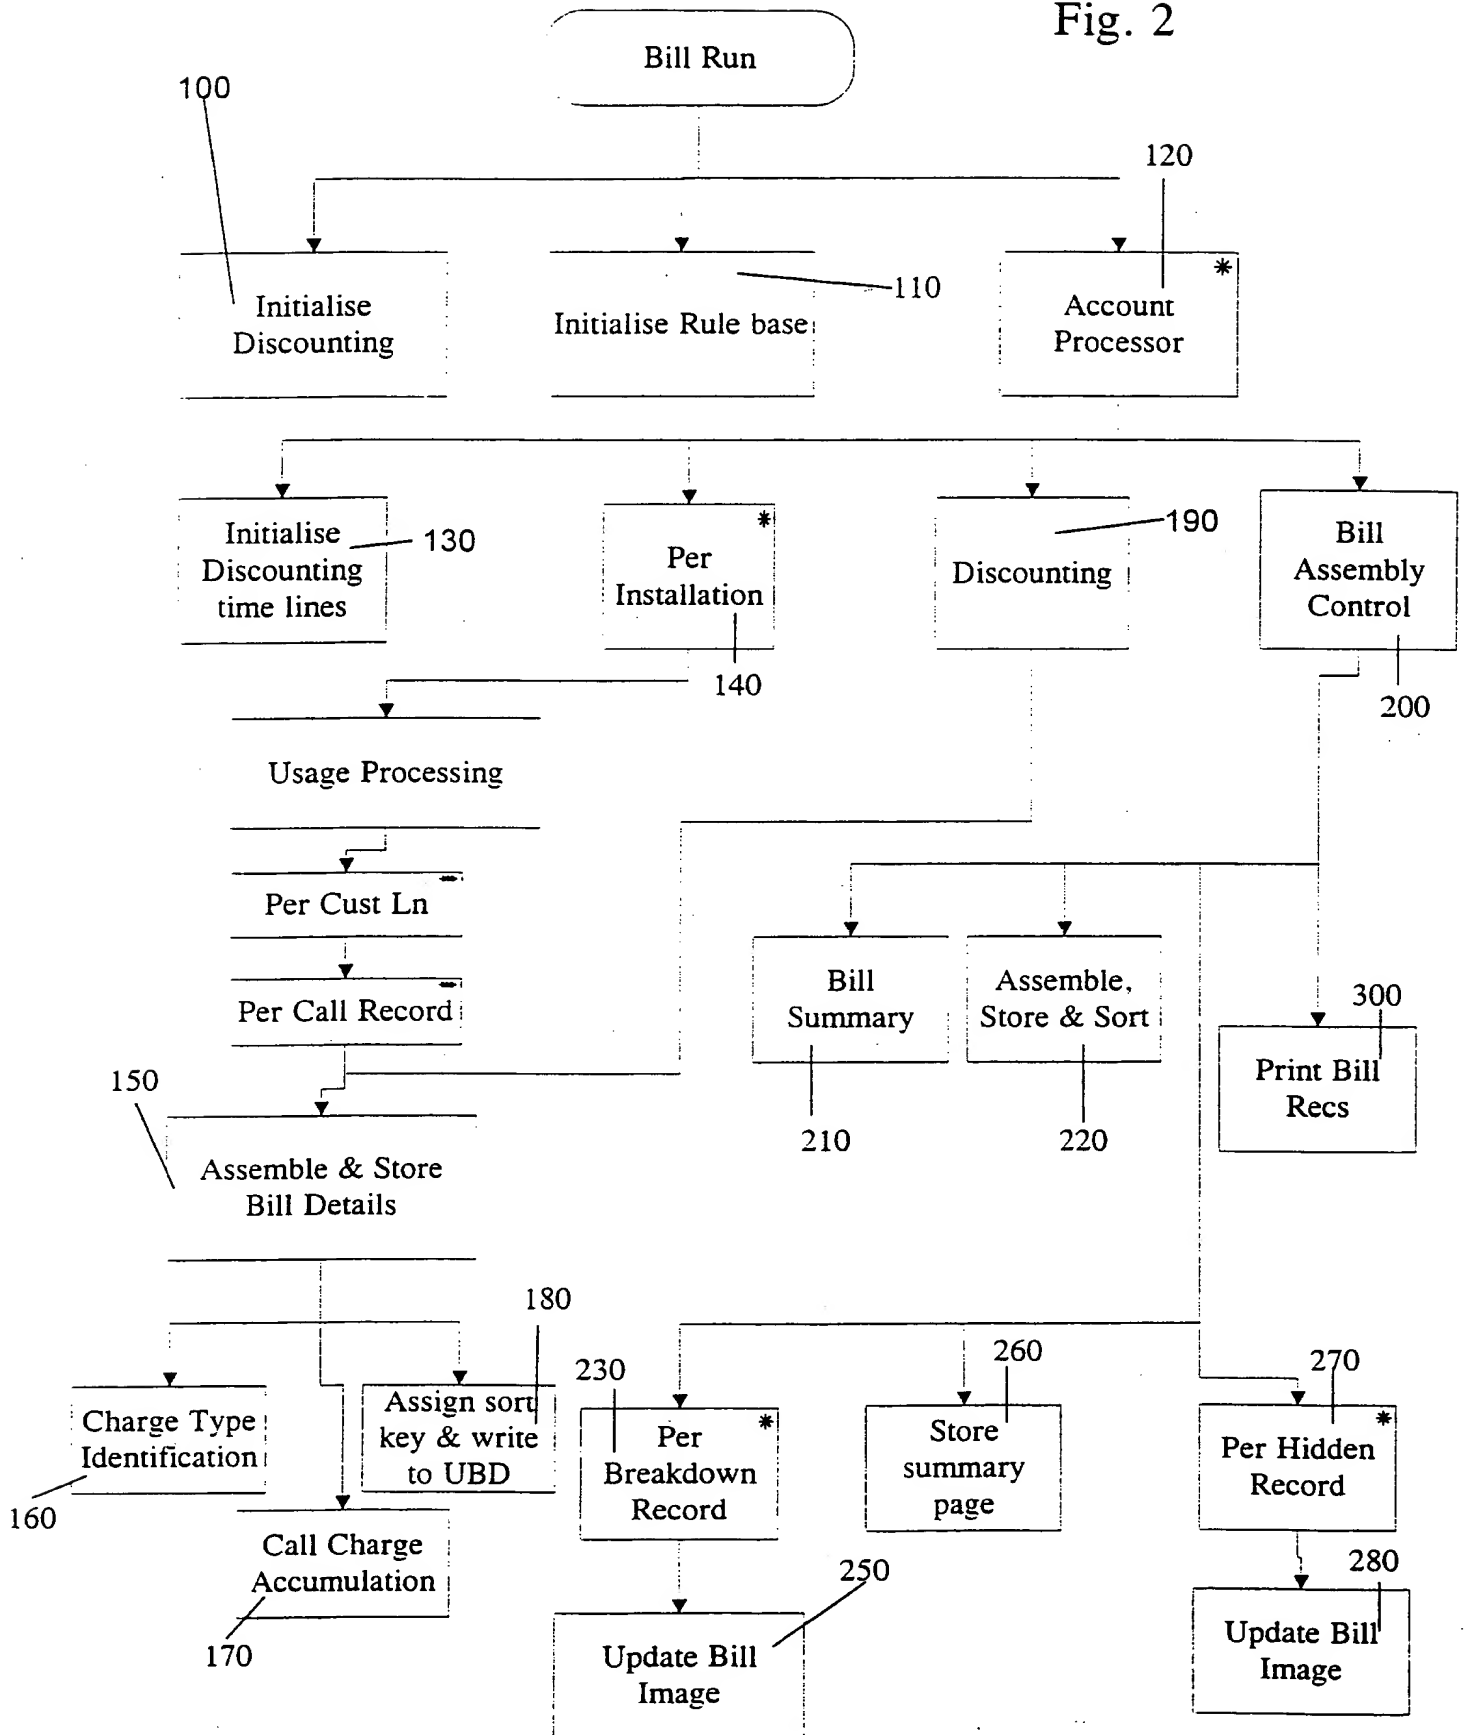 Fig. 2
Bill Run
100
120
Initialise
Discounting
110
Initialise Rule base
*
Account
Processor
Initialise
Discounting
time lines
130
*
Per
Installation
140
190
Discounting
Bill
Assembly
Control
200
Usage Processing
Per Cust Ln
Per Call Record
Bill
Summary
210
Assemble,
Store & Sort
220
300
Print Bill
Recs
150
Assemble & Store
Bill Details
180
Charge Type
Identification
160
Assign sort
key & write
to UBD
Call Charge
Accumulation
170
230
*
Per
Breakdown
Record
260
Store
summary
page
270
*
Per Hidden
Record
250
Update Bill
Image
280
Update Bill
Image